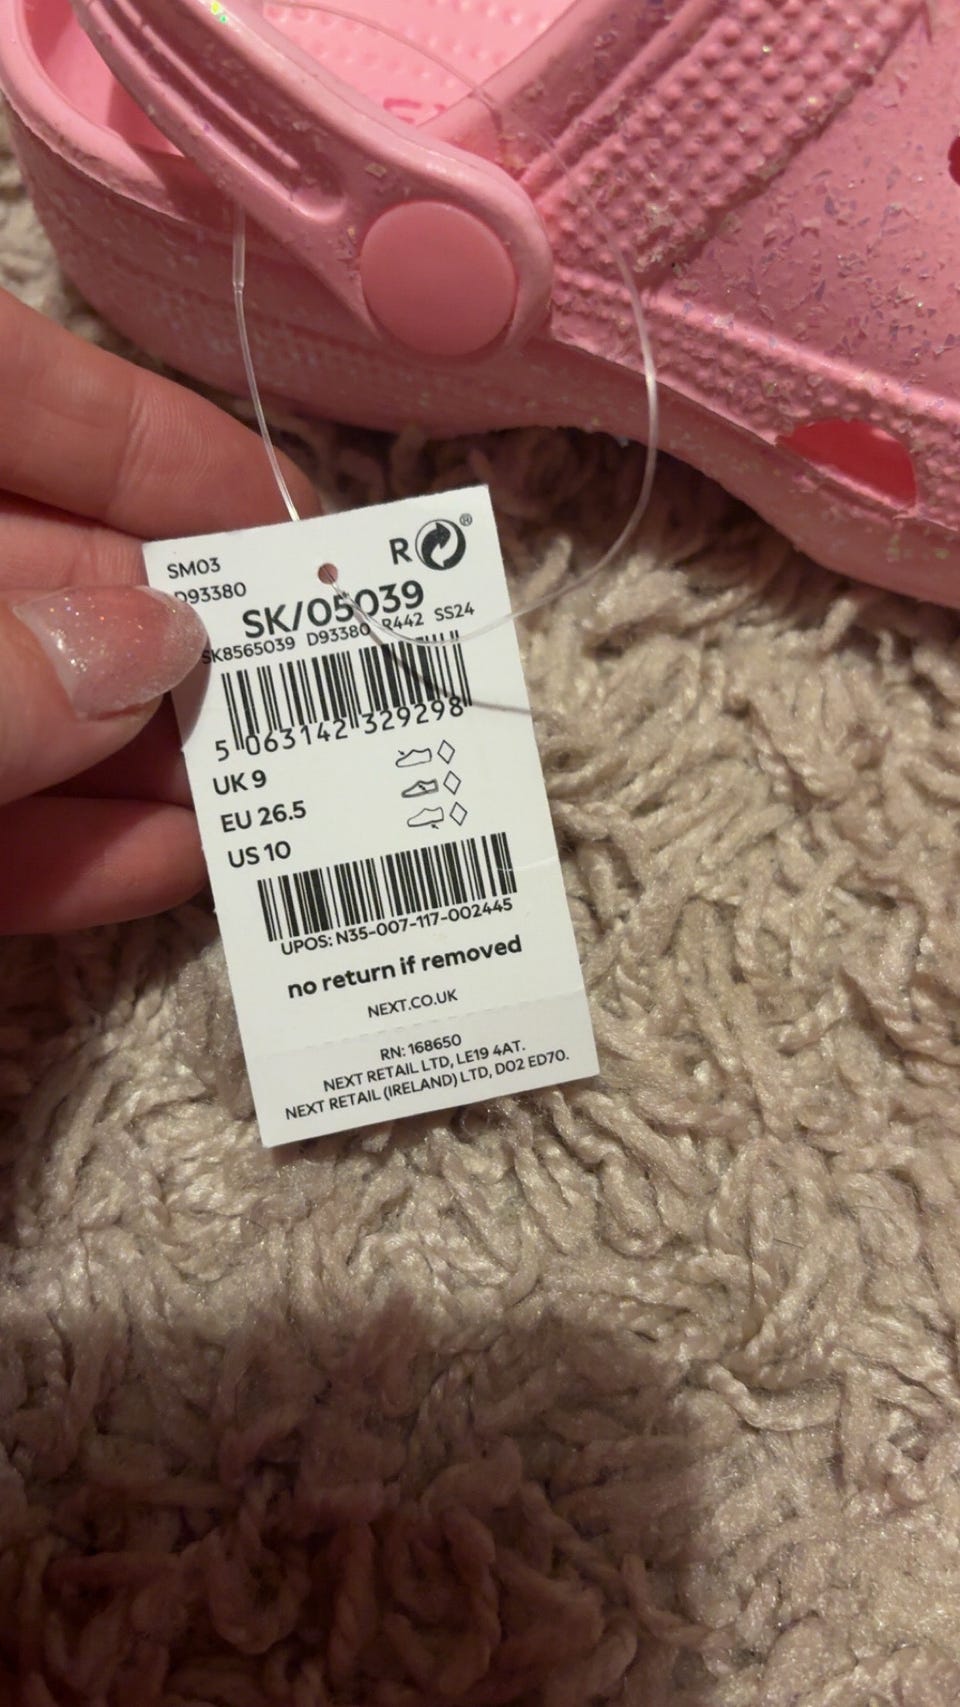 SM03
D93380
R®
SK/05039
SK8565039 D93380 R442 SS24
5 063142 329298
UK 9
EU 26.5
US 10
UPOS: N35-007-117-002445
no return if removed
NEXT.CO.UK
RN: 168650
NEXT RETAIL LTD, LE19 4AT.
NEXT RETAIL (IRELAND) LTD, D02 ED70.